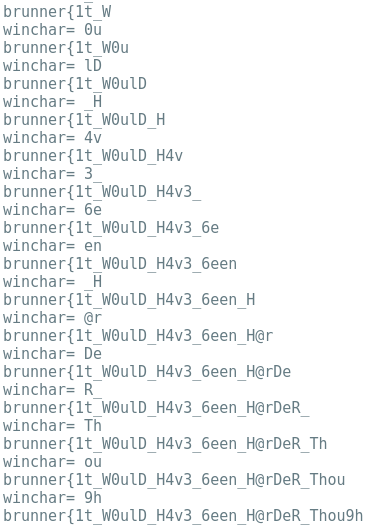 brunner{1t_W
winchar= 0u
brunner{1t_W0u
winchar= lD
brunner{1t_W0ulD
winchar= _H
brunner{1t_W0ulD_H
winchar= 4v
brunner{1t_W0ulD_H4v
winchar= 3_
brunner{1t_W0ulD_H4v3_
winchar= 6e
brunner{1t_W0ulD_H4v3_6e
winchar= en
brunner{1t_W0ulD_H4v3_6een
winchar= _H
brunner{1t_W0ulD_H4v3_6een_H
winchar= @r
brunner{1t_W0ulD_H4v3_6een_H@r
winchar= De
brunner{1t_W0ulD_H4v3_6een_H@rDe
winchar= R_
brunner{1t_W0ulD_H4v3_6een_H@rDeR_
winchar= Th
brunner{1t_W0ulD_H4v3_6een_H@rDeR_Th
winchar= ou
brunner{1t_W0ulD_H4v3_6een_H@rDeR_Thou
winchar= 9h
brunner{1t_W0ulD_H4v3_6een_H@rDeR_Thou9h